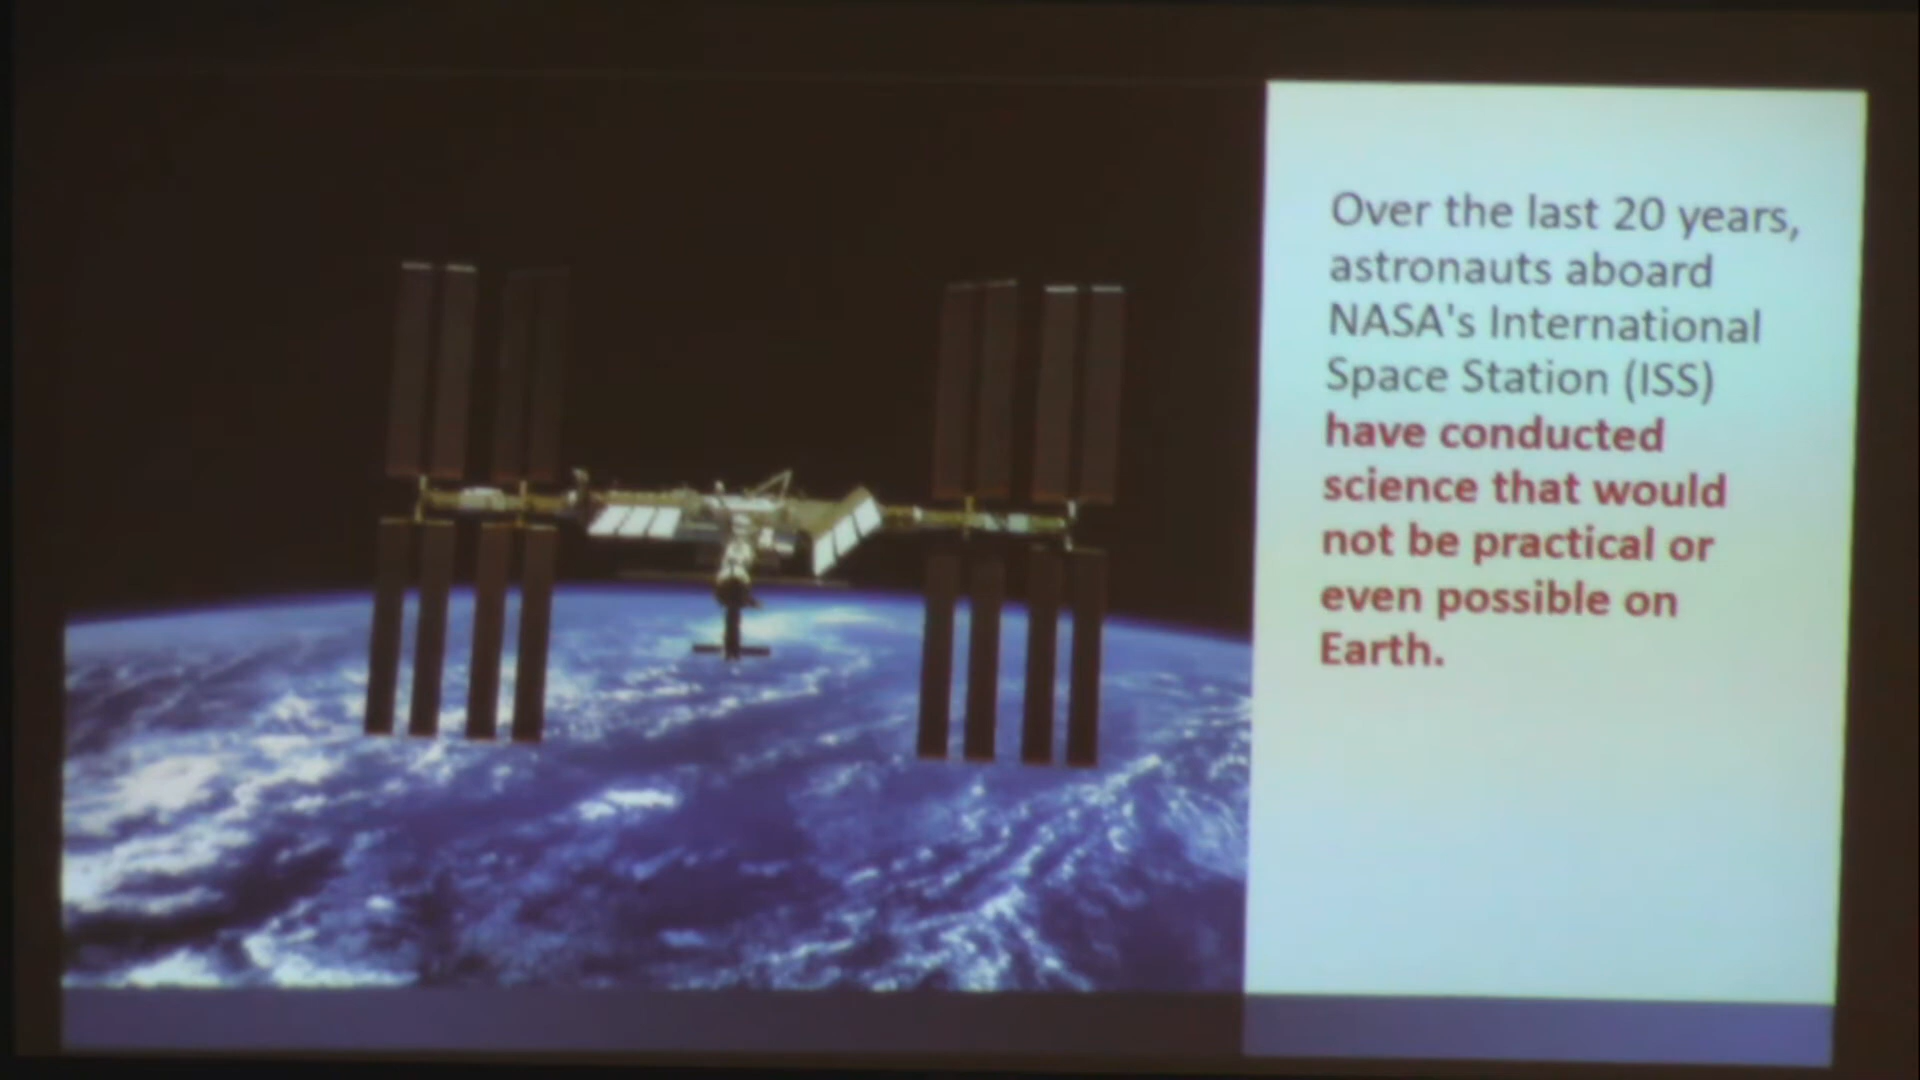 Over the last 20 years,
astronauts aboard
NASA's International
Space Station (ISS)
have conducted
science that would
not be practical or
even possible on
Earth.